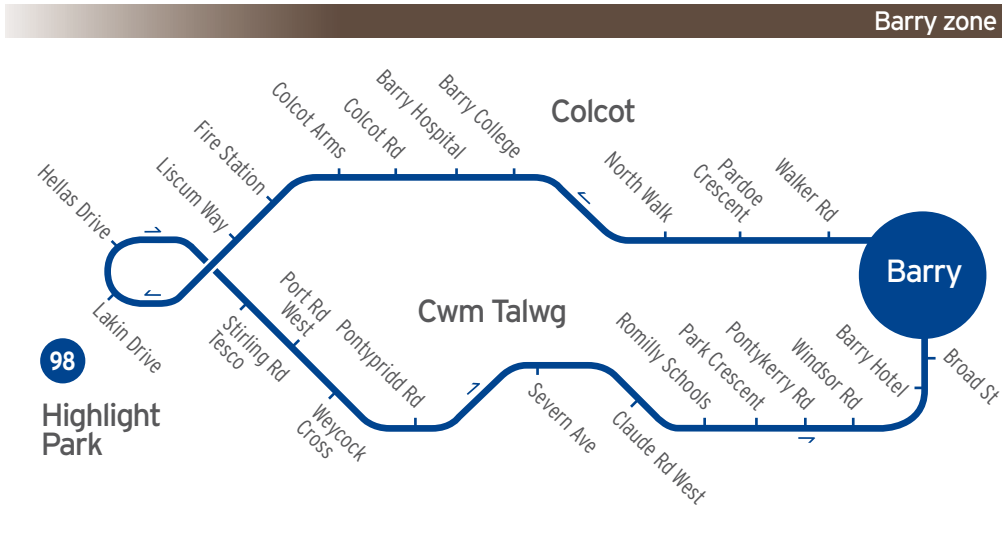 Barry zone
Colcot
Hellas Drive
Liscum Way
Fire Station
Colcot Arms
Colcot Rd
Barry Hospital
Barry College
North Walk
Pardoe
Crescent
Walker Rd
Barry
Cwm Talwg
Lakin Drive
Stirling Rd
Tesco
Port Rd
West
Weycock
Cross
Pontypridd Rd
Severn Ave
Claude Rd West
Romilly Schools
Park Crescent
Pontykerry Rd
Windsor Rd
Barry Hotel
Broad St
98
Highlight
Park